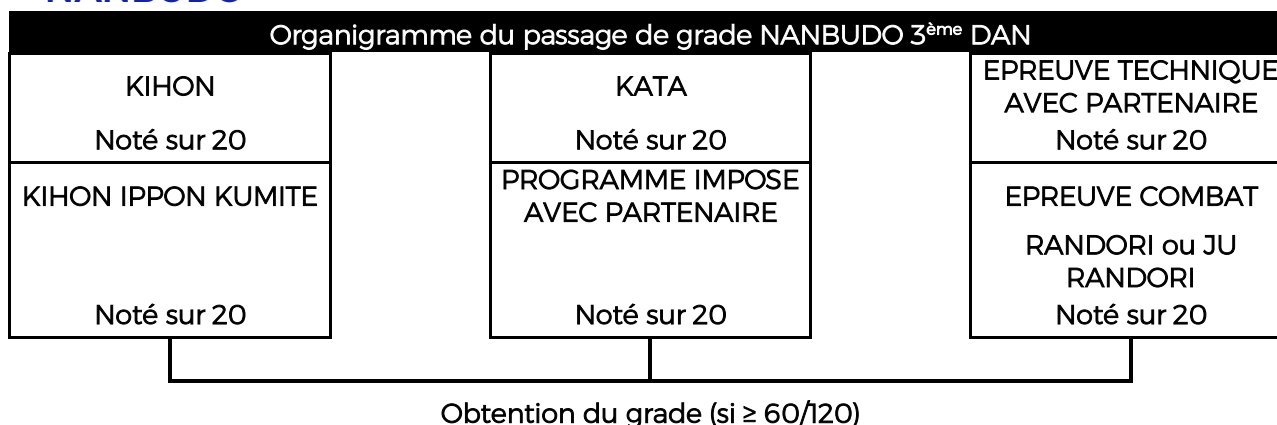 NANBUDO
Organigramme du passage de grade NANBUDO 3ème DAN
KIHON
Noté sur 20
KATA
Noté sur 20
EPREUVE TECHNIQUE
AVEC PARTENAIRE
Noté sur 20
KIHON IPPON KUMITE
Noté sur 20
PROGRAMME IMPOSE
AVEC PARTENAIRE
Noté sur 20
EPREUVE COMBAT
RANDORI ou JU
RANDORI
Noté sur 20
Obtention du grade (si ≥ 60/120)